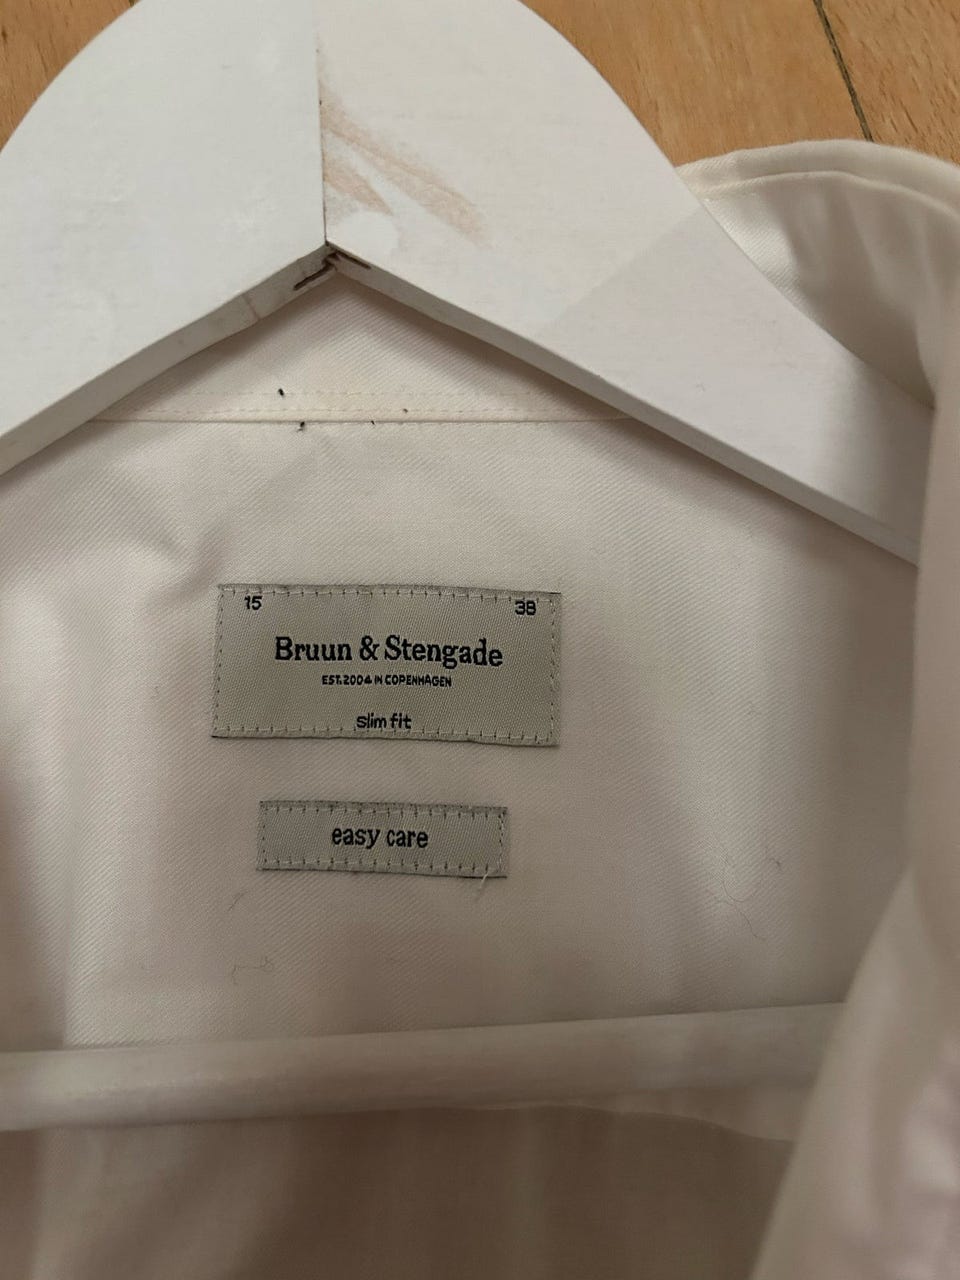 15 38
Bruun & Stengade
EST. 2004 IN COPENHAGEN
slim fit
easy care